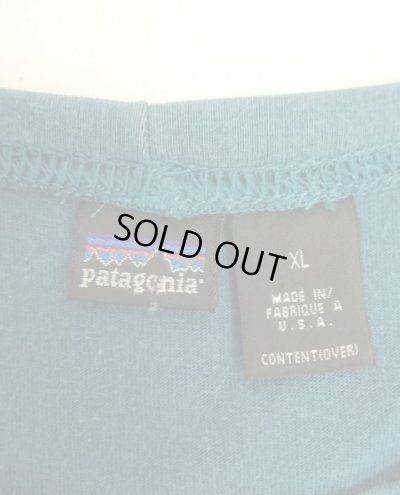 SOLD OUT
patagonia®
XL
MADE IN/
FABRIQUE A
U.S.A.
CONTENT(OVER)